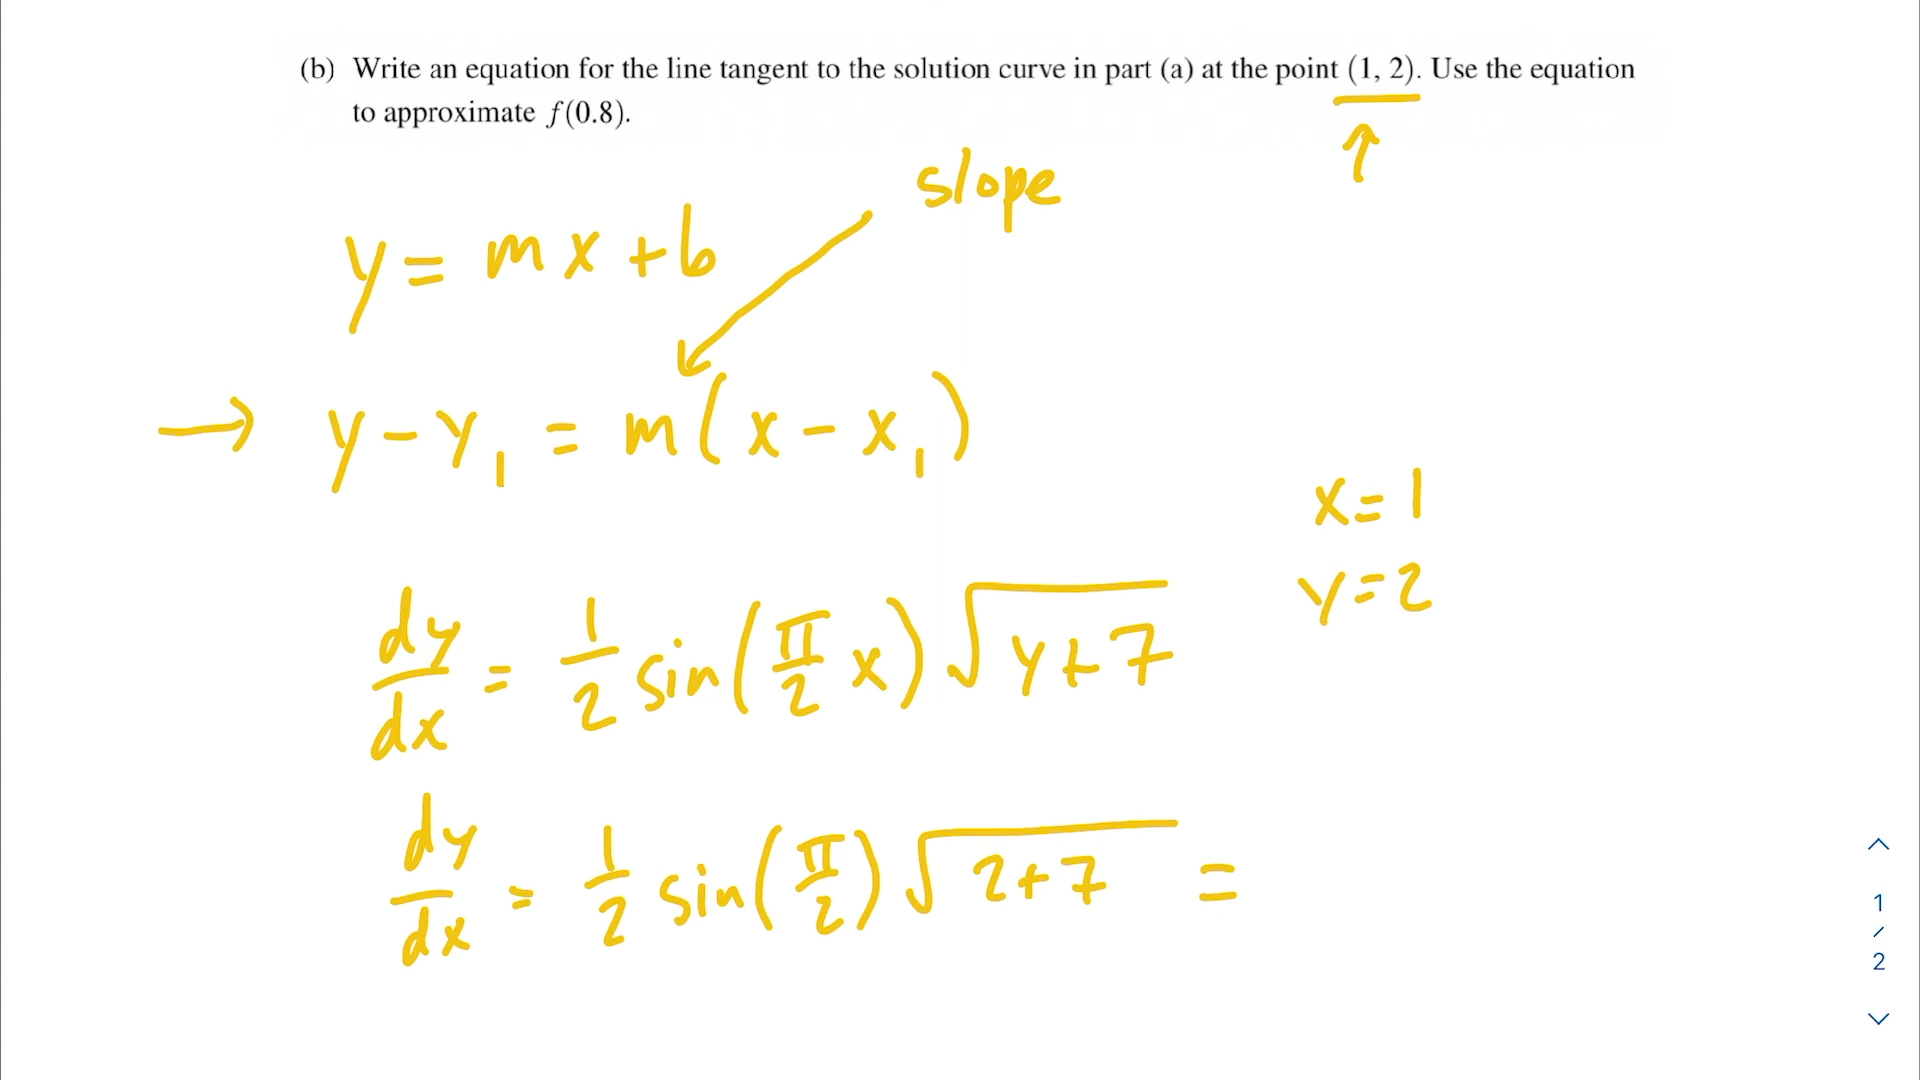 (b) Write an equation for the line tangent to the solution curve in part (a) at the point (1, 2). Use the equation
to approximate f(0.8).
slope
y = mx + b
→ y - y₁ = m(x - x₁)
x = 1
y = 2
dy/dx = 1/2 sin(π/2 x) √(y+7)
dy/dx = 1/2 sin(π/2) √(2+7) =
1
/
2